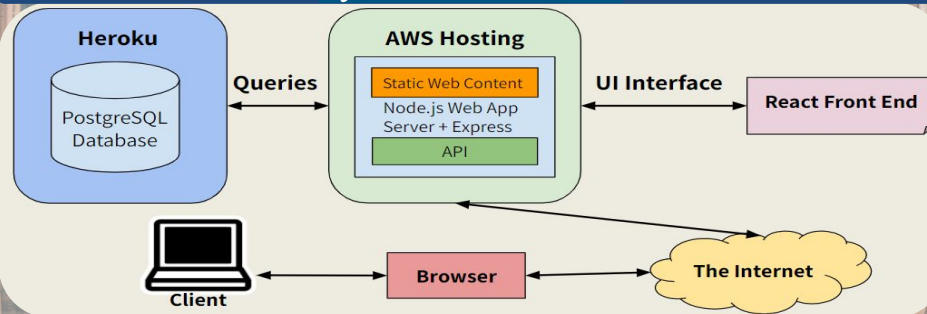 Heroku
AWS Hosting
Queries
UI Interface
PostgreSQL
Database
Static Web Content
Node.js Web App
Server + Express
API
React Front End
Client
Browser
The Internet